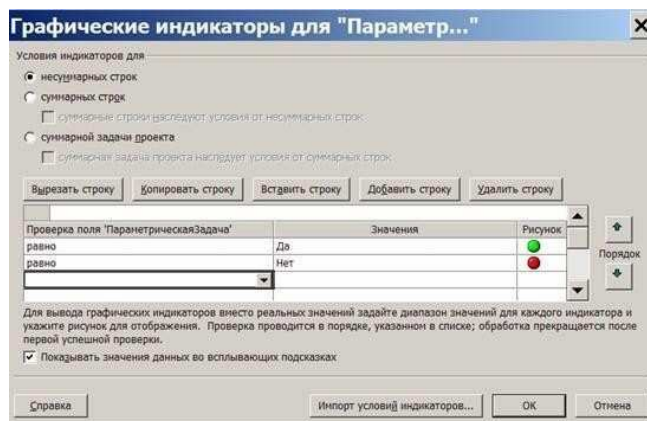 Графические индикаторы для "Параметр..."
Условия индикаторов для
несуммарных строк
суммарных строк
суммарные строки наследуют условия от несуммарных строк
суммарной задачи проекта
суммарная задача проекта наследует условия от суммарных строк
Вырезать строку Копировать строку Вставить строку Добавить строку Удалить строку
Проверка поля 'ПараметрическаяЗадача' Значения Рисунок
равно Да
равно Нет
Порядок
Для вывода графических индикаторов вместо реальных значений задайте диапазон значений для каждого индикатора и
укажите рисунок для отображения. Проверка проводится в порядке, указанном в списке; обработка прекращается после
первой успешной проверки.
Показывать значения данных во всплывающих подсказках
Справка Импорт условий индикаторов... ОК Отмена